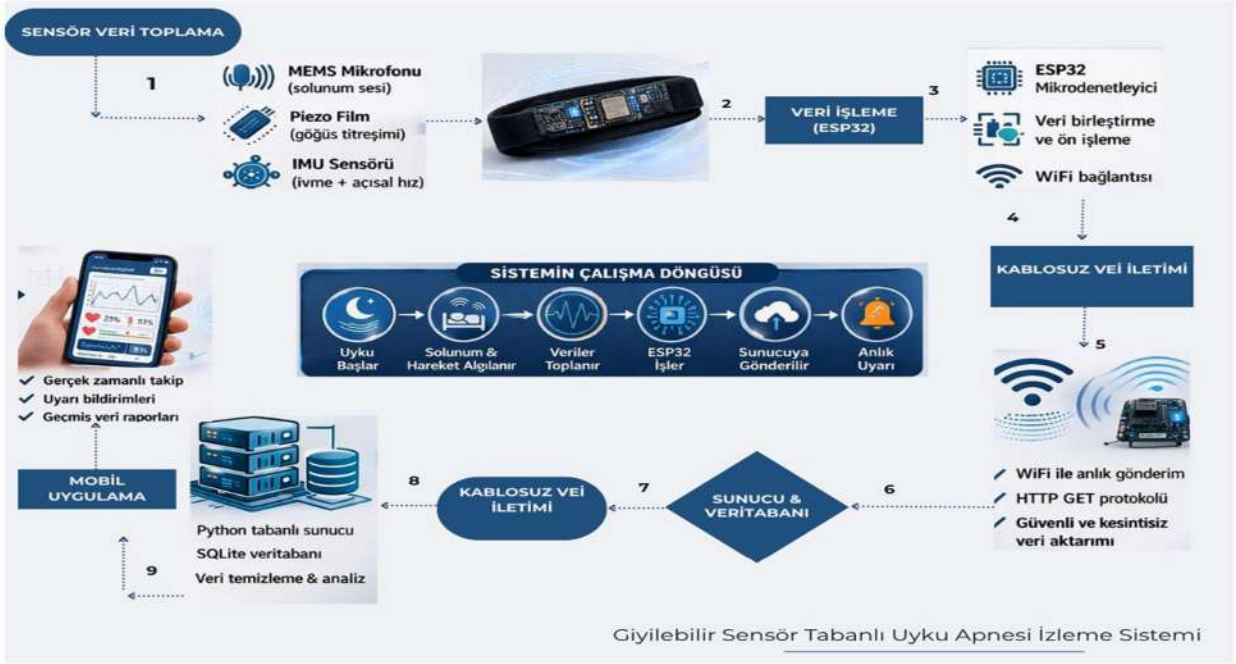 SENSÖR VERİ TOPLAMA
1
MEMS Mikrofonu
(solunum sesi)
Piezo Film
(göğüs titreşimi)
IMU Sensörü
(ivme + açısal hız)
2
VERİ İŞLEME
(ESP32)
3
ESP32
Mikrodenetleyici
Veri birleştirme
ve ön işleme
WiFi bağlantısı
4
KABLOSUZ VEİ İLETİMİ
5
WiFi ile anlık gönderim
HTTP GET protokolü
Güvenli ve kesintisiz
veri aktarımı
6
SUNUCU &
VERİTABANI
7
KABLOSUZ VEİ
İLETİMİ
8
Python tabanlı sunucu
SQLite veritabanı
Veri temizleme & analiz
9
MOBİL
UYGULAMA
Gerçek zamanlı takip
Uyarı bildirimleri
Geçmiş veri raporları
SİSTEMİN ÇALIŞMA DÖNGÜSÜ
Uyku
Başlar
Solunum &
Hareket Algılanır
Veriler
Toplanır
ESP32
İşler
Sunucuya
Gönderilir
Anlık
Uyarı
Giyilebilir Sensör Tabanlı Uyku Apnesi İzleme Sistemi